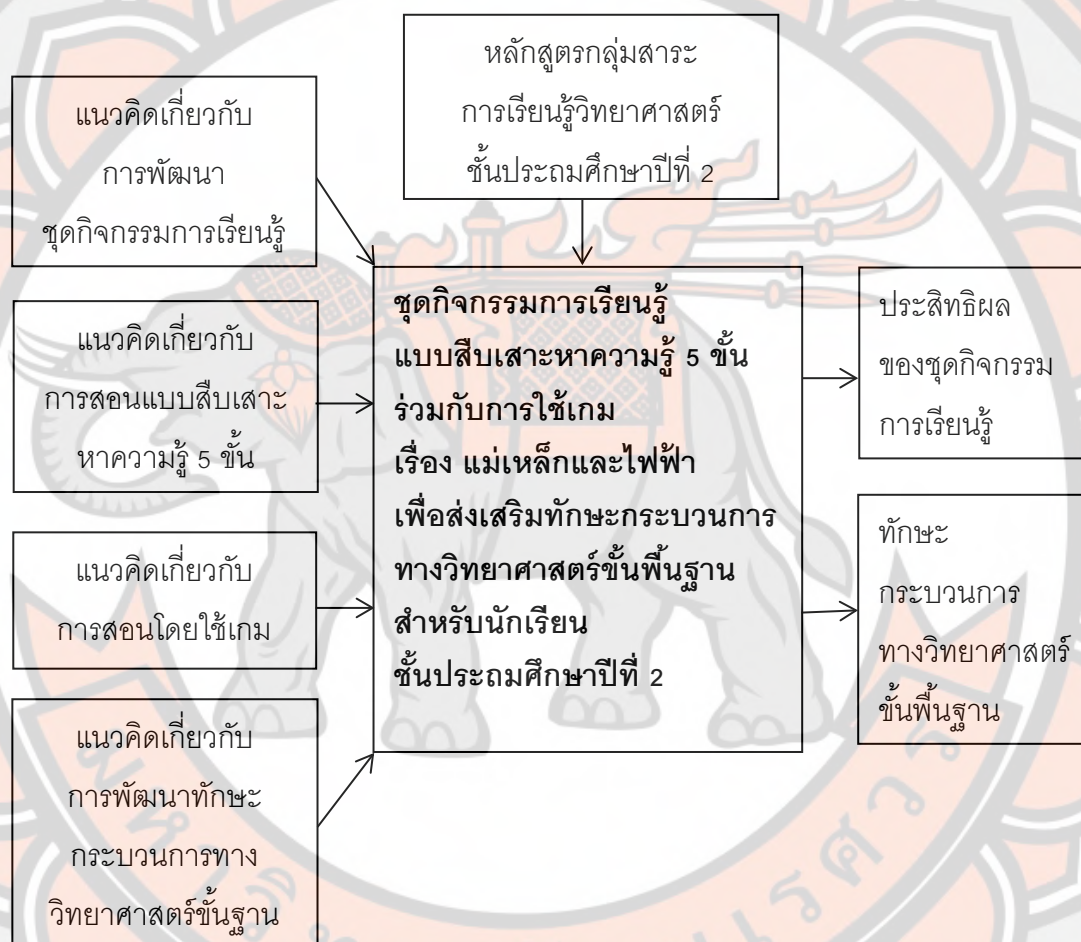 หลักสูตรกลุ่มสาระ
การเรียนรู้วิทยาศาสตร์
ชั้นประถมศึกษาปีที่ 2
แนวคิดเกี่ยวกับ
การพัฒนา
ชุดกิจกรรมการเรียนรู้
แนวคิดเกี่ยวกับ
การสอนแบบสืบเสาะ
หาความรู้ 5 ขั้น
แนวคิดเกี่ยวกับ
การสอนโดยใช้เกม
แนวคิดเกี่ยวกับ
การพัฒนาทักษะ
กระบวนการทาง
วิทยาศาสตร์ขั้นฐาน
ชุดกิจกรรมการเรียนรู้
แบบสืบเสาะหาความรู้ 5 ขั้น
ร่วมกับการใช้เกม
เรื่อง แม่เหล็กและไฟฟ้า
เพื่อส่งเสริมทักษะกระบวนการ
ทางวิทยาศาสตร์ขั้นพื้นฐาน
สำหรับนักเรียน
ชั้นประถมศึกษาปีที่ 2
ประสิทธิผล
ของชุดกิจกรรม
การเรียนรู้
ทักษะ
กระบวนการ
ทางวิทยาศาสตร์
ขั้นพื้นฐาน